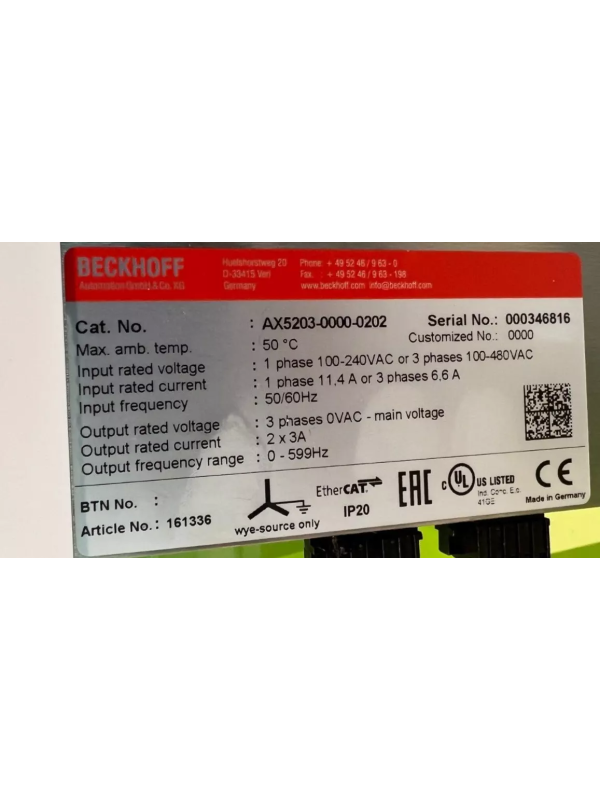 BECKHOFF
Automation GmbH & Co. KG
Huelshorstweg 20
D-33415 Verl
Germany
Phone: + 49 52 46 / 9 63 - 0
Fax. : + 49 52 46 / 9 63 - 198
www.beckhoff.com info@beckhoff.com
Cat. No. : AX5203-0000-0202
Serial No.: 000346816
Customized No.: 0000
Max. amb. temp. : 50 °C
Input rated voltage : 1 phase 100-240VAC or 3 phases 100-480VAC
Input rated current : 1 phase 11,4 A or 3 phases 6,6 A
Input frequency : 50/60Hz
Output rated voltage : 3 phases 0VAC - main voltage
Output rated current : 2 x 3A
Output frequency range : 0 - 599Hz
BTN No. :
Article No.: 161336
wye-source only
EtherCAT
IP20
EAC
c UL US LISTED
Ind. Cont. Eq.
41GE
CE
Made in Germany